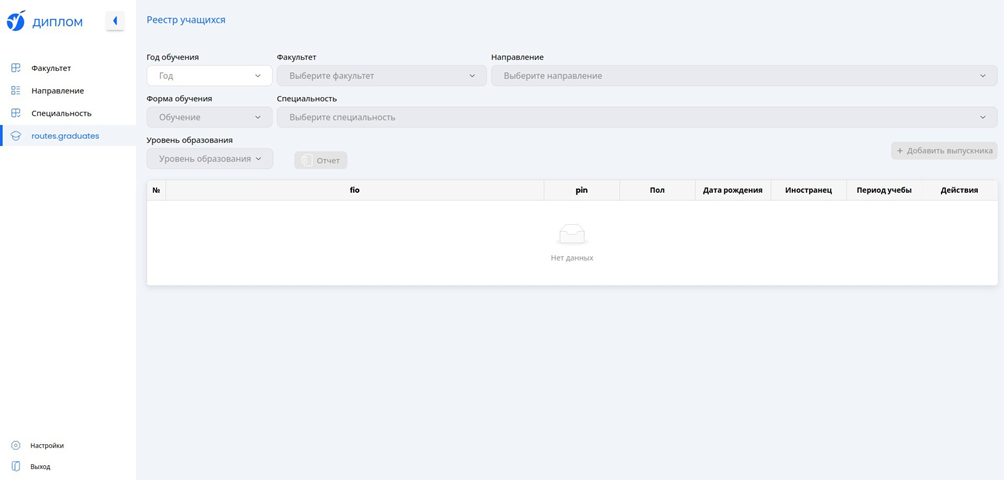 ДИПЛОМ
Реестр учащихся
Год обучения
Факультет
Направление
Год
Выберите факультет
Выберите направление
Форма обучения
Специальность
Обучение
Выберите специальность
Уровень образования
Уровень образования
Отчет
+ Добавить выпускника
№ fio pin Пол Дата рождения Иностранец Период учебы Действия
Нет данных
Факультет
Направление
Специальность
routes.graduates
Настройки
Выход